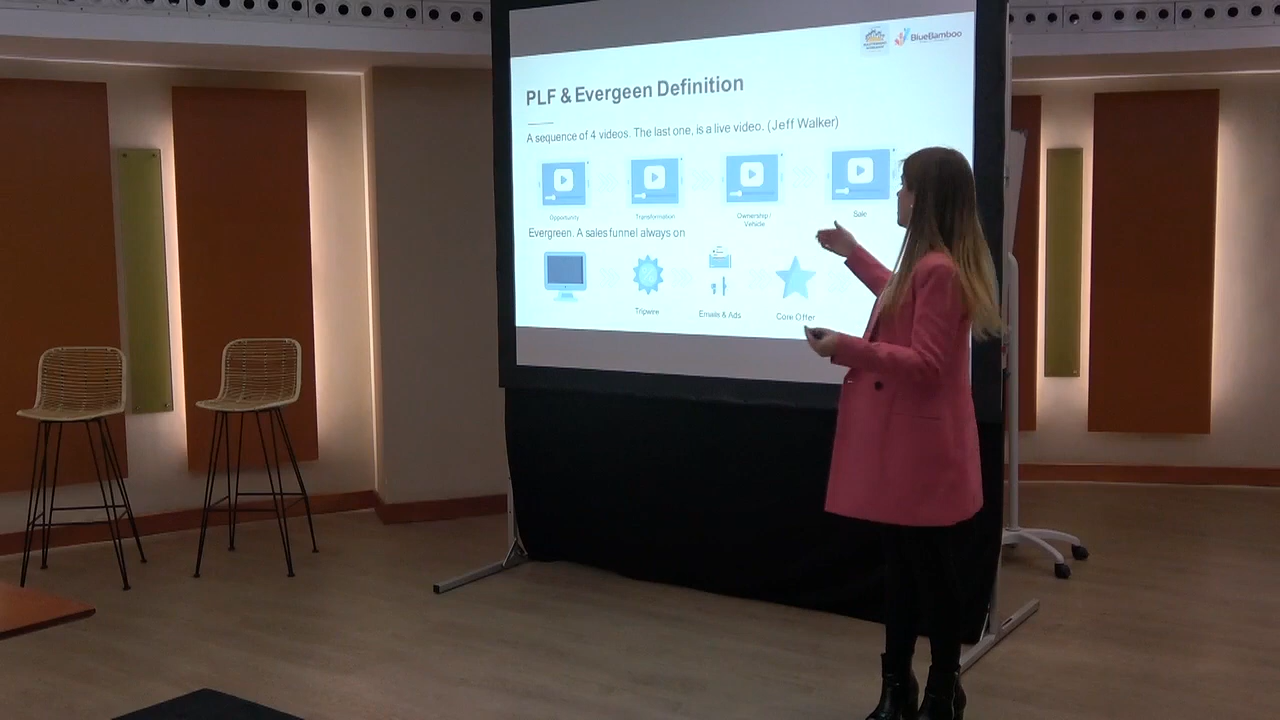 BlueBamboo
PLF & Evergeen Definition
A sequence of 4 videos. The last one, is a live video. (Jeff Walker)
Opportunity
Transformation
Ownership /
Vehicle
Sale
Evergreen. A sales funnel always on
Tripwire
Emails & Ads
Core Offer